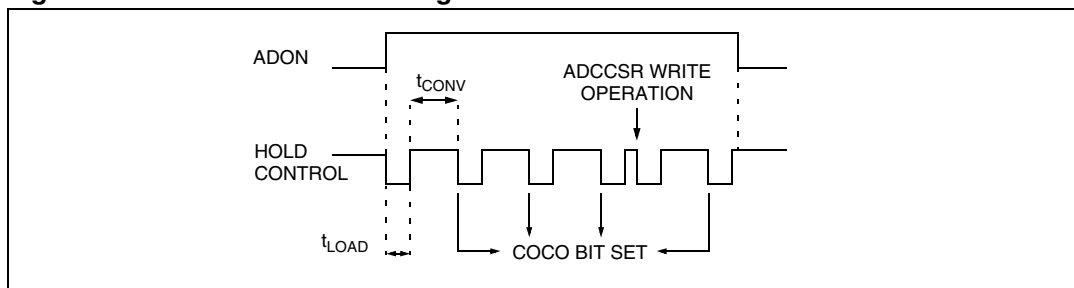 ADON
ADCCSR WRITE
OPERATION
tCONV
HOLD
CONTROL
tLOAD
COCO BIT SET